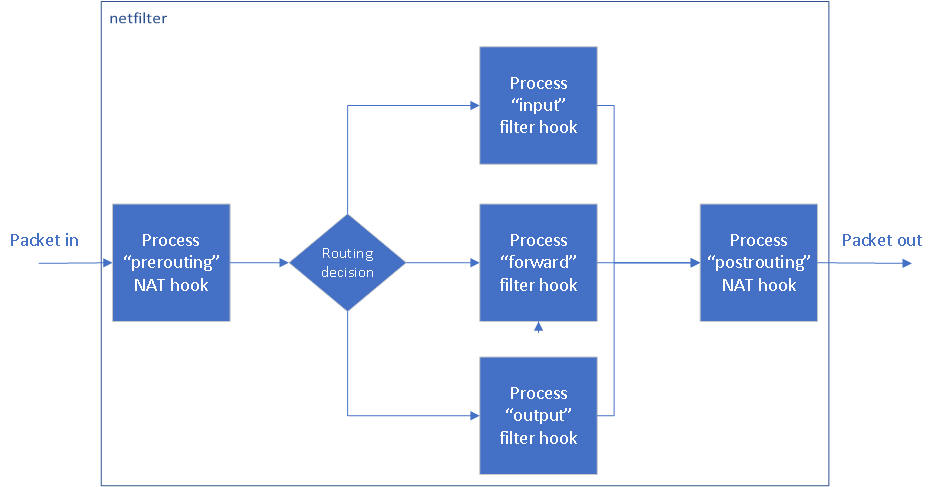 netfilter
Process
“input”
filter hook
Packet in
Process
“prerouting”
NAT hook
Routing
decision
Process
“forward”
filter hook
Process
“postrouting”
NAT hook
Packet out
Process
“output”
filter hook